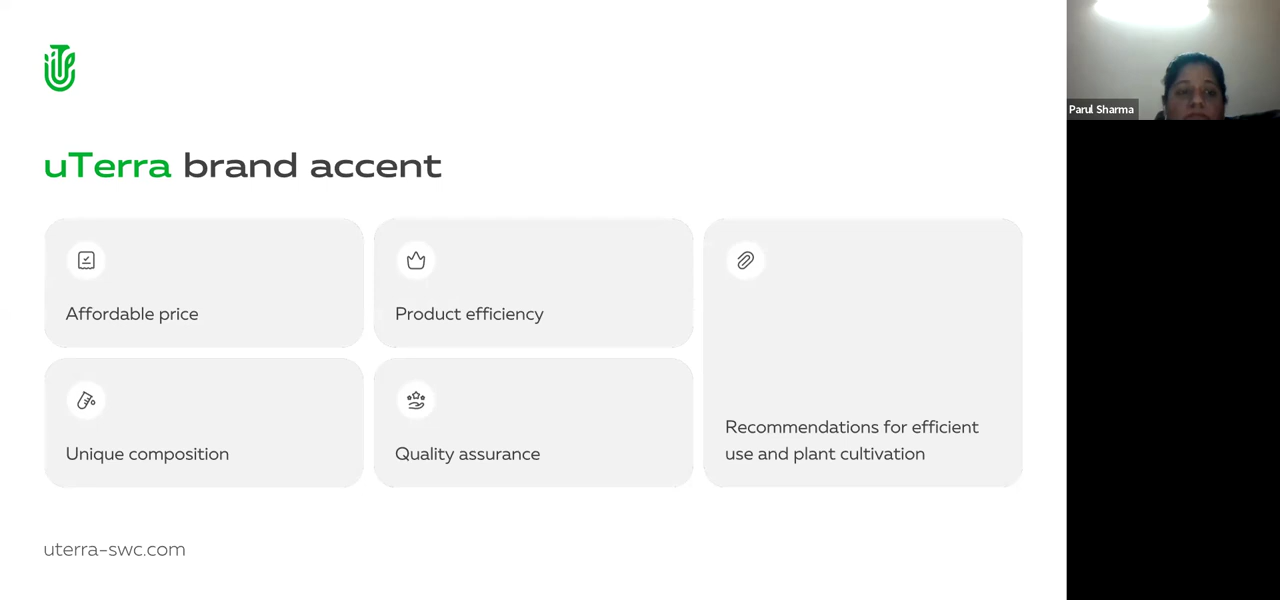 uTerra brand accent
Affordable price
Product efficiency
Unique composition
Quality assurance
Recommendations for efficient
use and plant cultivation
uterra-swc.com
Parul Sharma